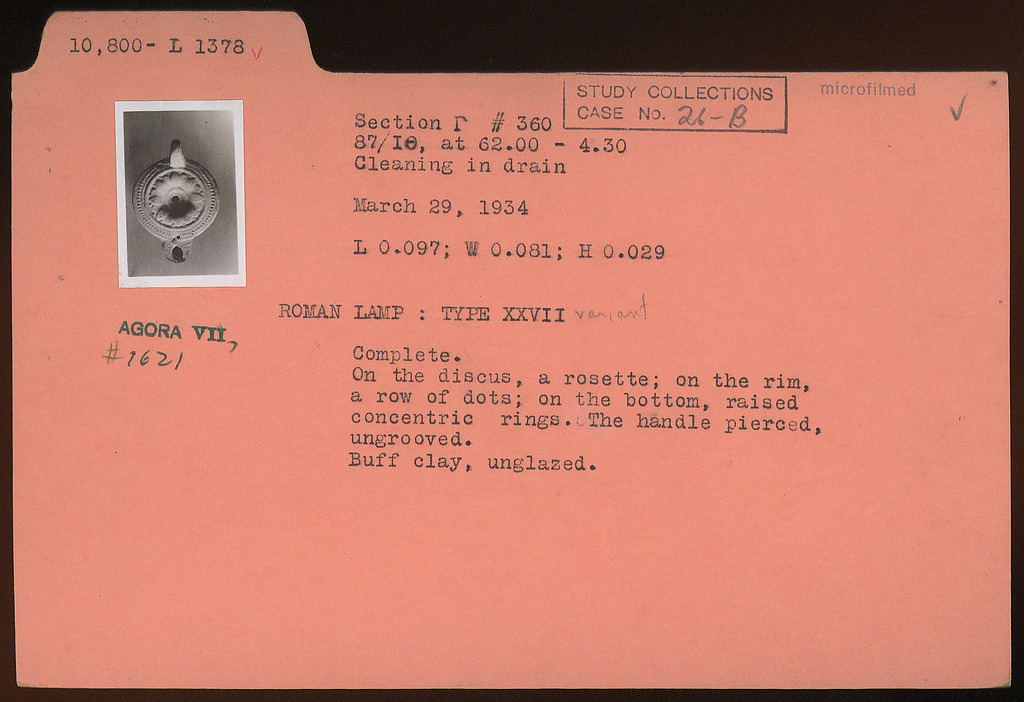 10,800- L 1378 v
STUDY COLLECTIONS
CASE No. 26-B
microfilmed
✓
Section Γ # 360
87/ΙΘ, at 62.00 - 4.30
Cleaning in drain
March 29, 1934
L 0.097; W 0.081; H 0.029
ROMAN LAMP : TYPE XXVII variant
AGORA VII,
#1621
Complete.
On the discus, a rosette; on the rim,
a row of dots; on the bottom, raised
concentric rings. The handle pierced,
ungrooved.
Buff clay, unglazed.